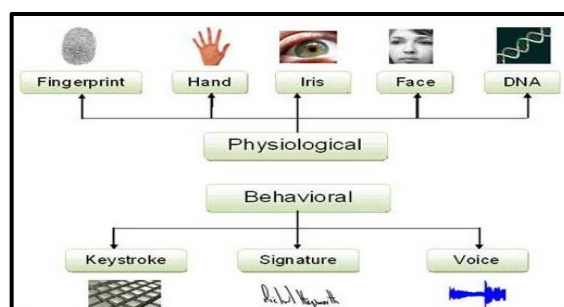 Fingerprint Hand Iris Face DNA
Physiological
Behavioral
Keystroke Signature Voice